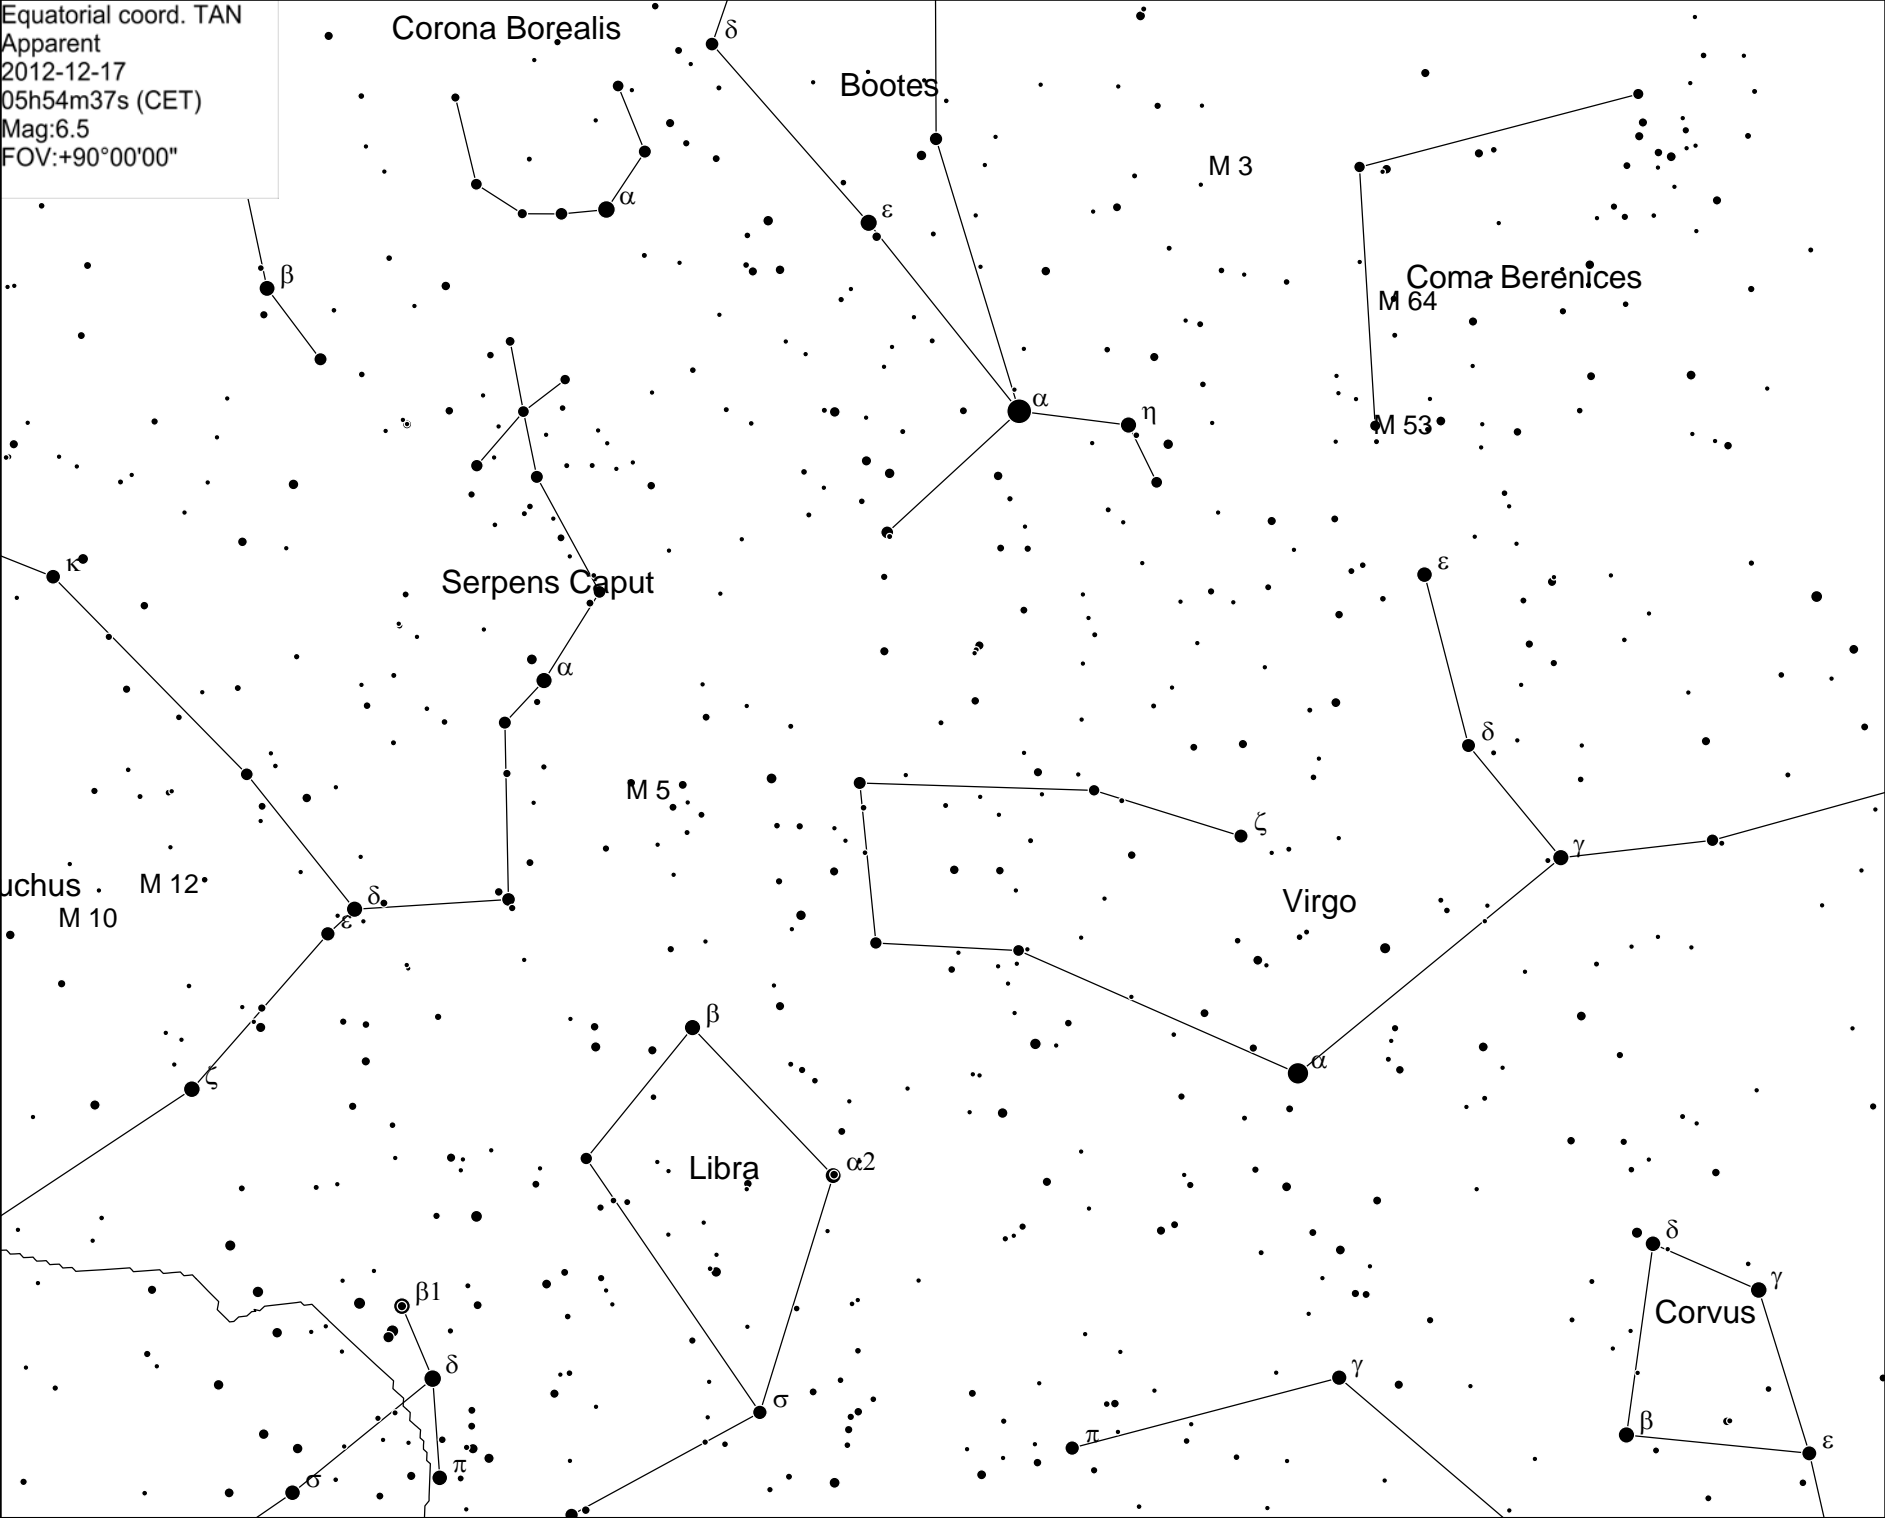 Equatorial coord. TAN
Apparent
2012-12-17
05h54m37s (CET)
Mag:6.5
FOV:+90°00'00"
Corona Borealis
δ
Bootes
M 3
α
ε
β
Coma Berenices
M 64
α
η
M 53
κ
ε
Serpens Caput
α
δ
M 5
ζ
γ
uchus
M 12
M 10
δ
ε
Virgo
β
α
ζ
Libra
α2
δ
β1
γ
Corvus
δ
γ
σ
β
π
ε
σ
π